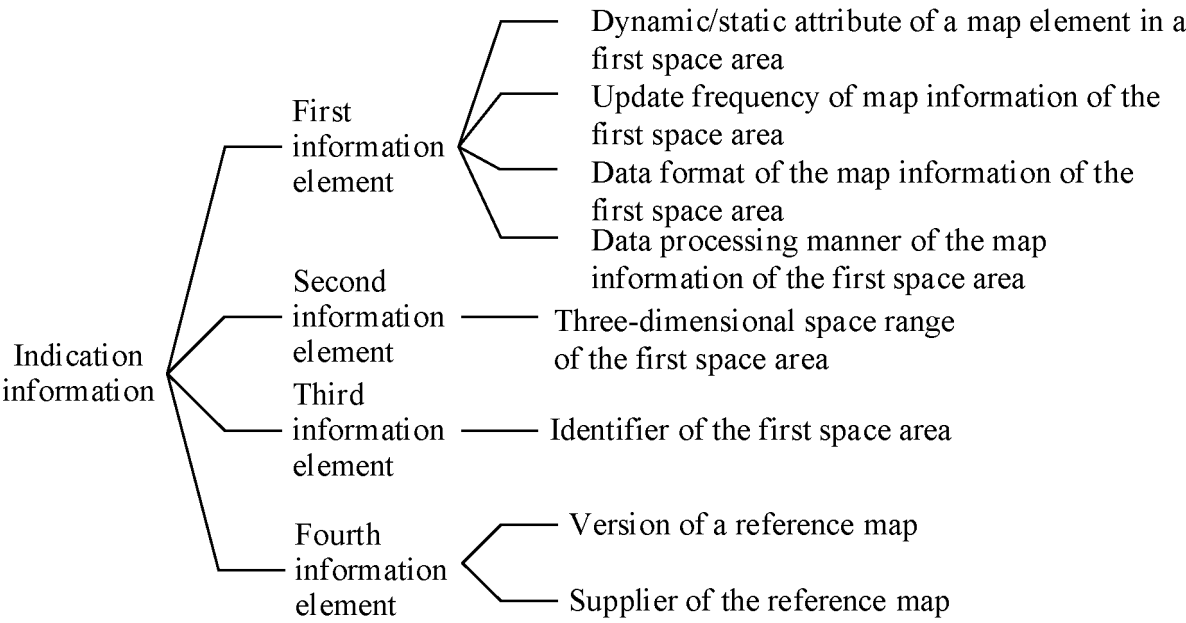 Indication
information
First
information
element
Dynamic/static attribute of a map element in a
first space area
Update frequency of map information of the
first space area
Data format of the map information of the
first space area
Data processing manner of the map
information of the first space area
Second
information
element
Three-dimensional space range
of the first space area
Third
information
element
Identifier of the first space area
Fourth
information
element
Version of a reference map
Supplier of the reference map